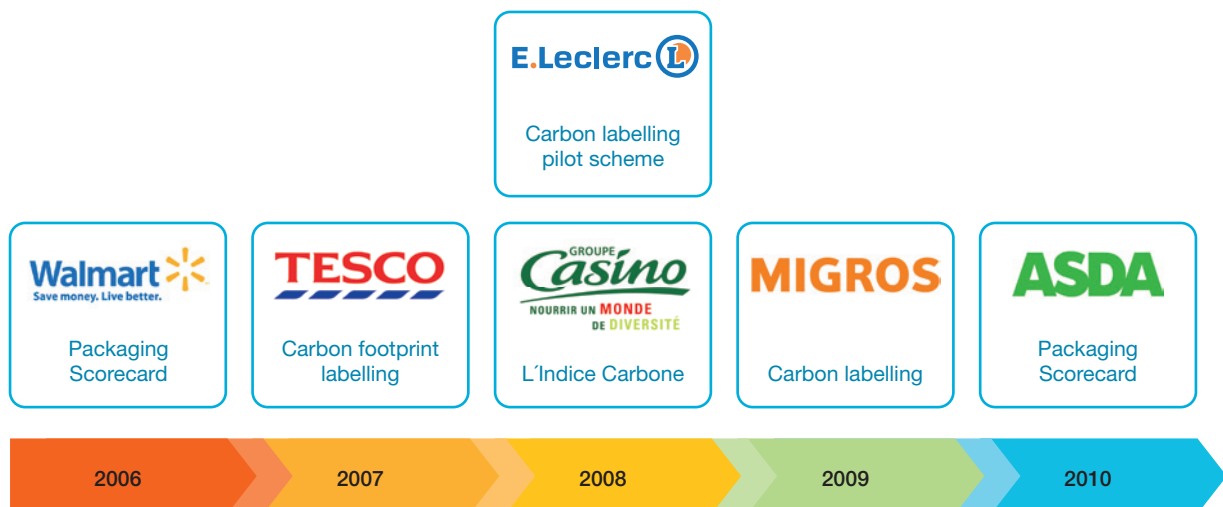 E.Leclerc L
Carbon labelling
pilot scheme
Walmart
Save money. Live better.
Packaging
Scorecard
TESCO
Carbon footprint
labelling
GROUPE
Casino
NOURRIR UN MONDE
DE DIVERSITÉ
L´Indice Carbone
MIGROS
Carbon labelling
ASDA
Packaging
Scorecard
2006
2007
2008
2009
2010